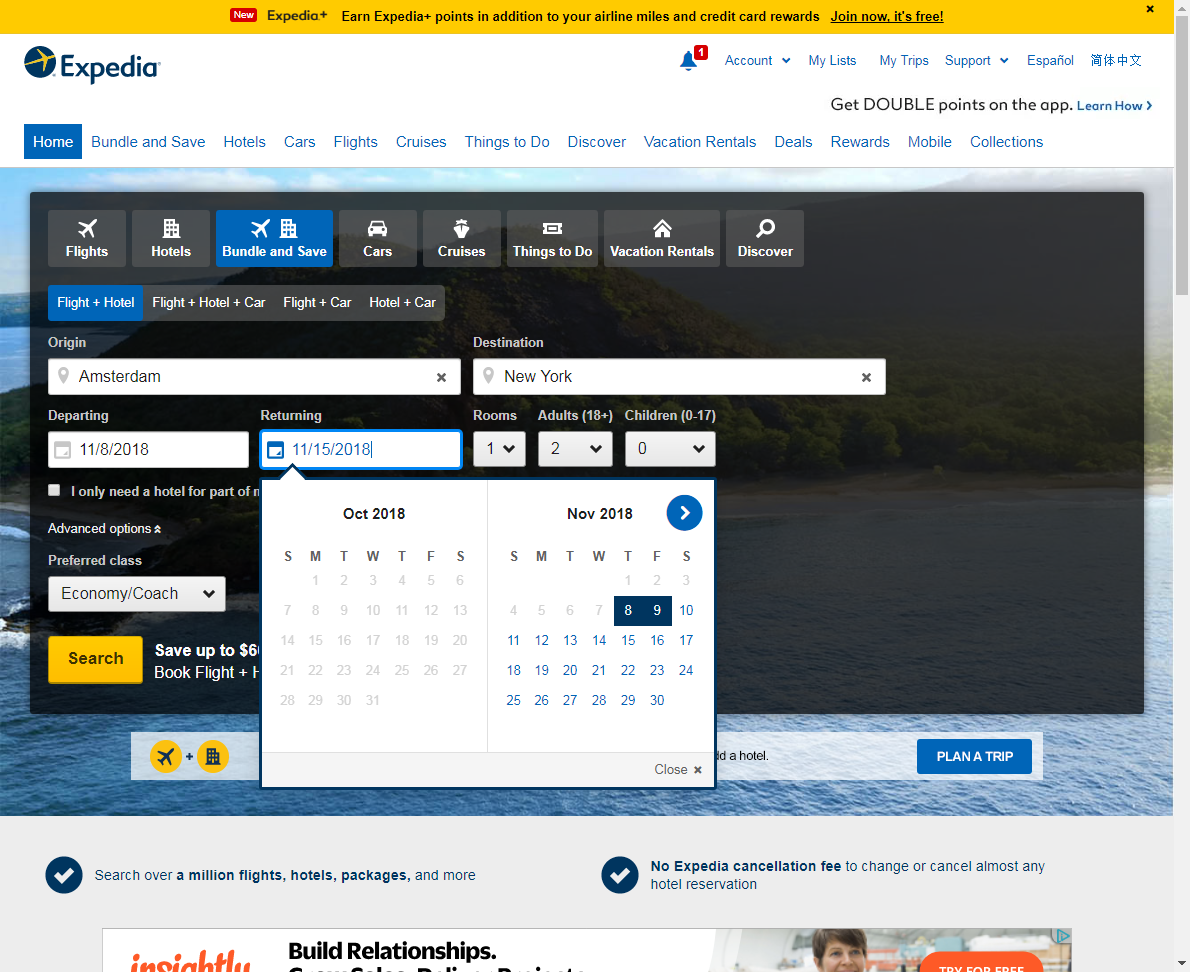 New Expedia+ Earn Expedia+ points in addition to your airline miles and credit card rewards Join now, it's free!
Expedia
1
Account My Lists My Trips Support Español 简体中文
Get DOUBLE points on the app. Learn How
Home Bundle and Save Hotels Cars Flights Cruises Things to Do Discover Vacation Rentals Deals Rewards Mobile Collections
Flights Hotels Bundle and Save Cars Cruises Things to Do Vacation Rentals Discover
Flight + Hotel Flight + Hotel + Car Flight + Car Hotel + Car
Origin Destination
Amsterdam New York
Departing Returning Rooms Adults (18+) Children (0-17)
11/8/2018 11/15/2018 1 2 0
I only need a hotel for part of
Advanced options
Preferred class
Economy/Coach
Search
Save up to
Book Flight +
Oct 2018 Nov 2018
S M T W T F S S M T W T F S
1 2 3 4 5 6 1 2 3
7 8 9 10 11 12 13 4 5 6 7 8 9 10
14 15 16 17 18 19 20 11 12 13 14 15 16 17
21 22 23 24 25 26 27 18 19 20 21 22 23 24
28 29 30 31 25 26 27 28 29 30
Close
+ a hotel. PLAN A TRIP
Search over a million flights, hotels, packages, and more
No Expedia cancellation fee to change or cancel almost any
hotel reservation
insightly
Build Relationships.
TRY FOR FREE